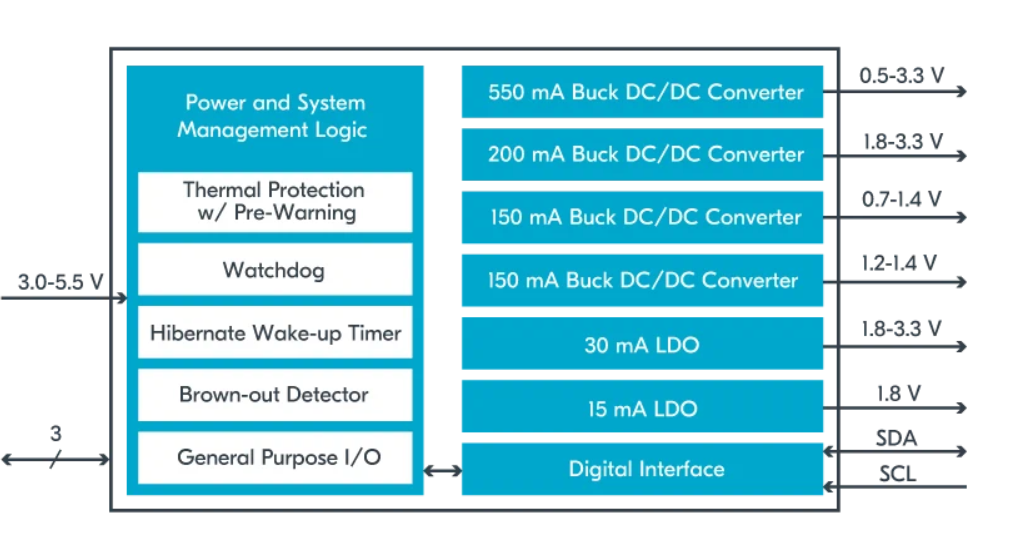 3.0-5.5 V
3
Power and System
Management Logic
Thermal Protection
w/ Pre-Warning
Watchdog
Hibernate Wake-up Timer
Brown-out Detector
General Purpose I/O
550 mA Buck DC/DC Converter
0.5-3.3 V
200 mA Buck DC/DC Converter
1.8-3.3 V
150 mA Buck DC/DC Converter
0.7-1.4 V
150 mA Buck DC/DC Converter
1.2-1.4 V
30 mA LDO
1.8-3.3 V
15 mA LDO
1.8 V
Digital Interface
SDA
SCL